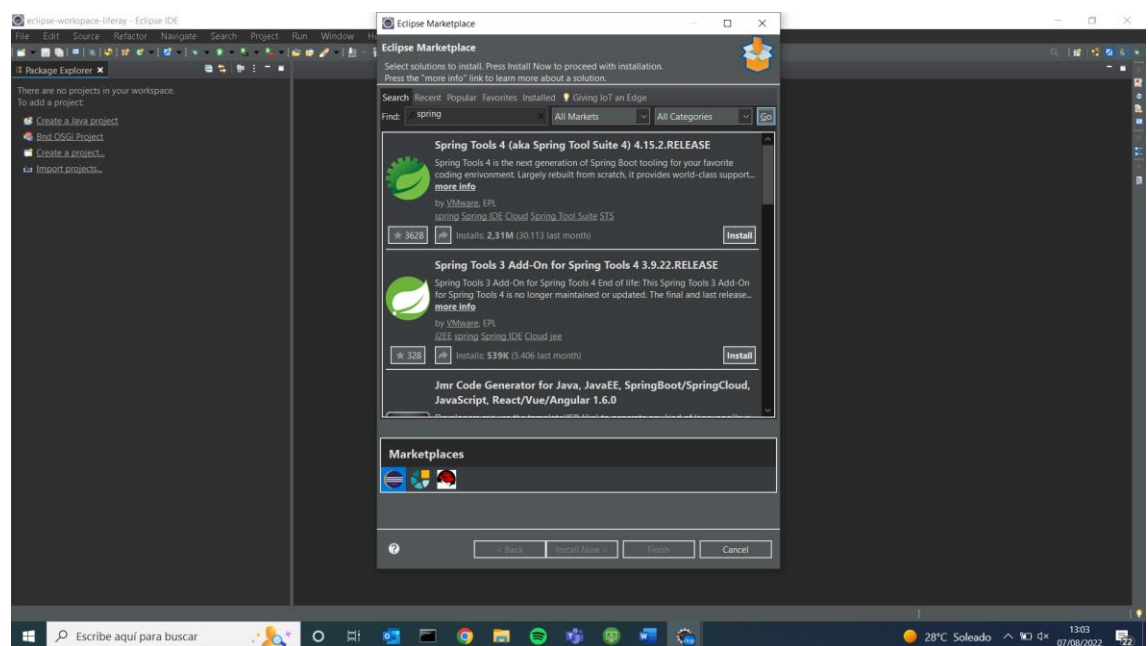 eclipse-workspace-liferay - Eclipse IDE
File Edit Source Refactor Navigate Search Project Run Window
Package Explorer
There are no projects in your workspace.
To add a project:
Create a Java project
Bnd OSGi Project
Create a project...
Import projects...
Eclipse Marketplace
Eclipse Marketplace
Select solutions to install. Press Install Now to proceed with installation.
Press the "more info" link to learn more about a solution.
Search Recent Popular Favorites Installed Giving IoT an Edge
Find: spring All Markets All Categories Go
Spring Tools 4 (aka Spring Tool Suite 4) 4.15.2.RELEASE
Spring Tools 4 is the next generation of Spring Boot tooling for your favorite
coding enrivonment. Largely rebuilt from scratch, it provides world-class support...
more info
by VMware, EPL
spring Spring IDE Cloud Spring Tool Suite STS
3628 Installs: 2,31M (30.113 last month) Install
Spring Tools 3 Add-On for Spring Tools 4 3.9.22.RELEASE
Spring Tools 3 Add-On for Spring Tools 4 End of life: This Spring Tools 3 Add-On
for Spring Tools 4 is no longer maintained or updated. The final and last release...
more info
by VMware, EPL
J2EE spring Spring IDE Cloud jee
328 Installs: 539K (5.406 last month) Install
Jmr Code Generator for Java, JavaEE, SpringBoot/SpringCloud,
JavaScript, React/Vue/Angular 1.6.0
Marketplaces
< Back Install Now > Finish Cancel
Escribe aquí para buscar
28°C Soleado
13:03
07/08/2022
22